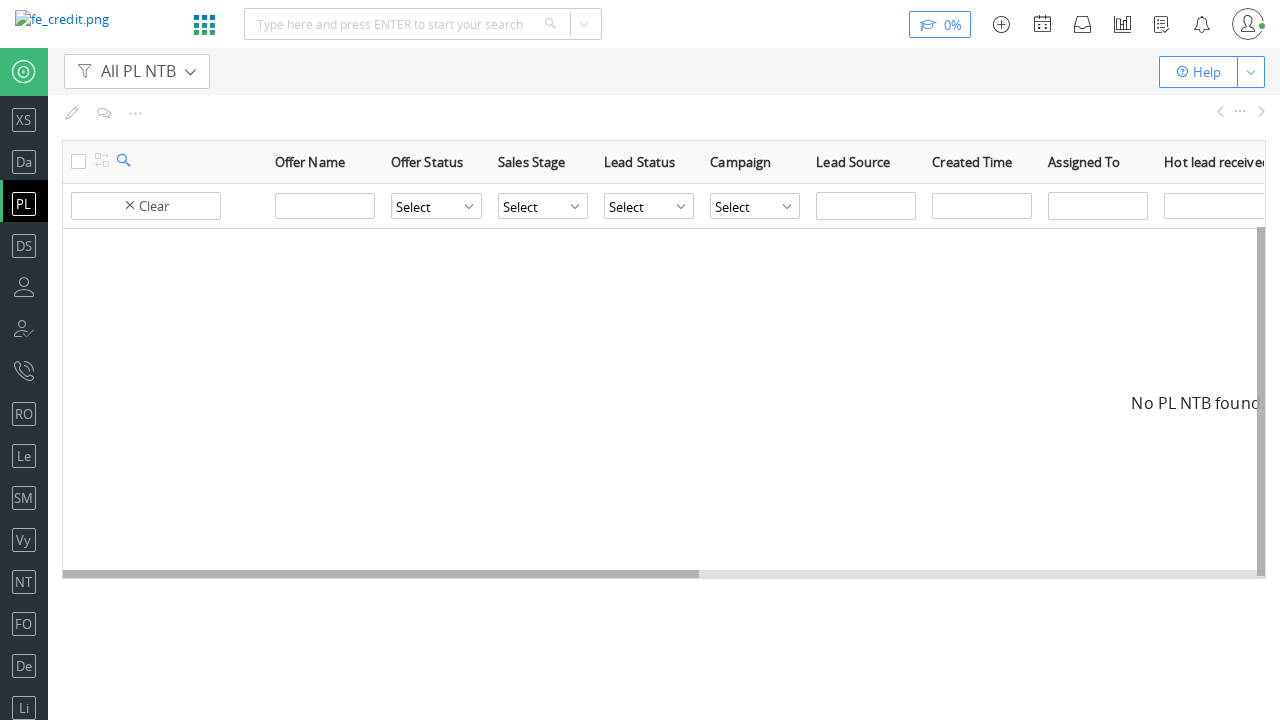 fe_credit.png
Type here and press ENTER to start your search
0%
All PL NTB
Help
XS
Da
PL
DS
RO
Le
SM
Vy
NT
FO
De
Li
Offer Name Offer Status Sales Stage Lead Status Campaign Lead Source Created Time Assigned To Hot lead received
Clear Select Select Select Select
No PL NTB found.